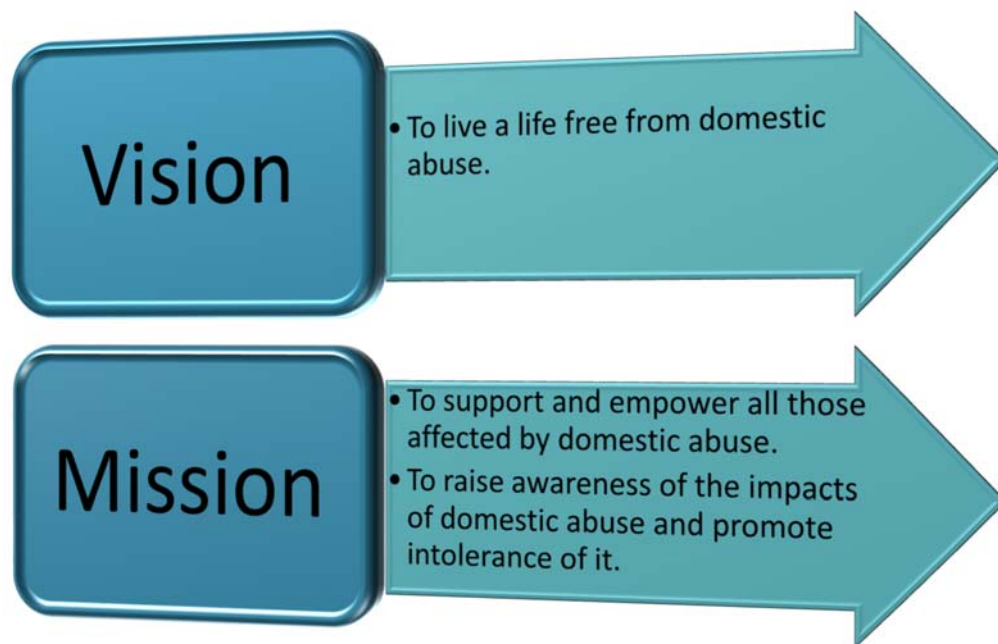 Vision
• To live a life free from domestic
abuse.
Mission
• To support and empower all those
affected by domestic abuse.
• To raise awareness of the impacts
of domestic abuse and promote
intolerance of it.